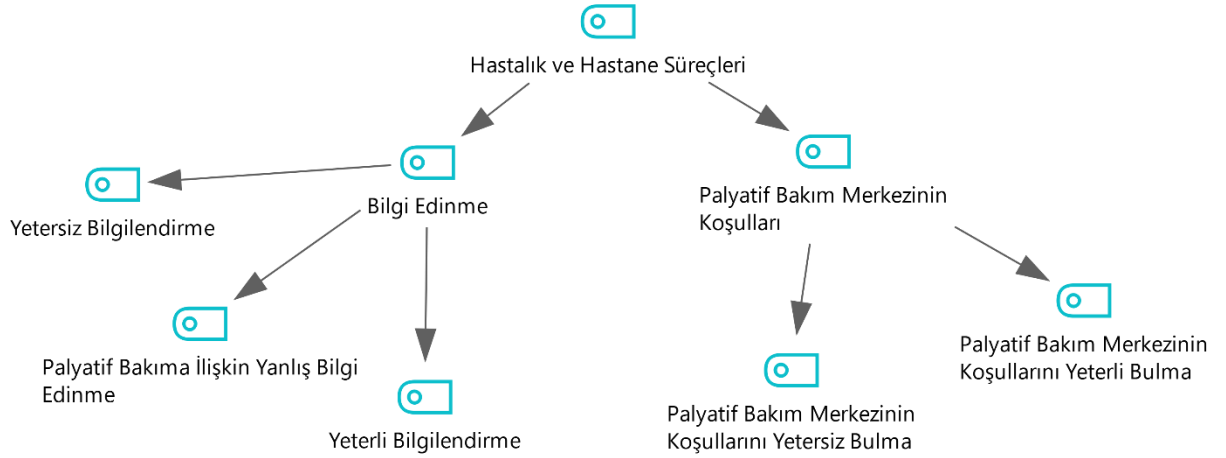 Hastalık ve Hastane Süreçleri
Bilgi Edinme
Palyatif Bakım Merkezinin
Koşulları
Yetersiz Bilgilendirme
Palyatif Bakıma İlişkin Yanlış Bilgi
Edinme
Yeterli Bilgilendirme
Palyatif Bakım Merkezinin
Koşullarını Yetersiz Bulma
Palyatif Bakım Merkezinin
Koşullarını Yeterli Bulma